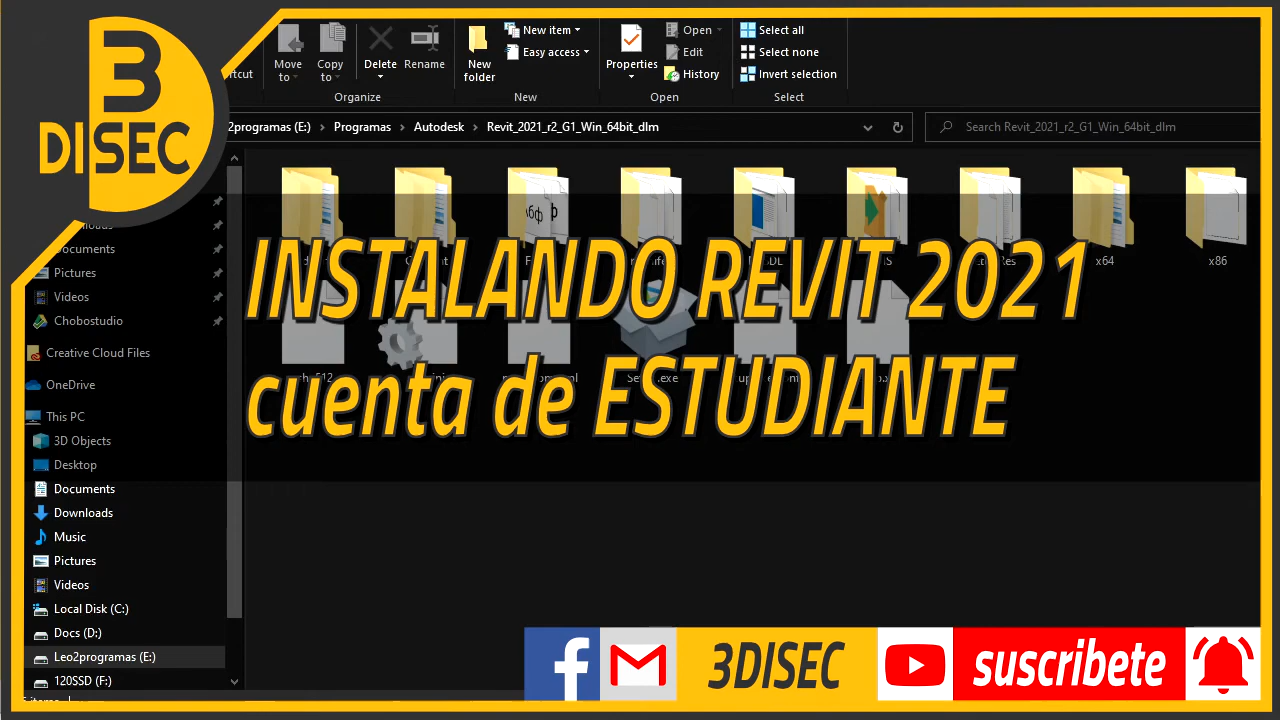 3
DISEC
Move
to
Copy
to
Delete
Rename
Organize
New
folder
New item
Easy access
New
Properties
Open
Edit
History
Open
Select all
Select none
Invert selection
Select
2programas (E:) > Programas > Autodesk > Revit_2021_r2_G1_Win_64bit_dlm
Search Revit_2021_r2_G1_Win_64bit_dlm
Documents
Pictures
Videos
Chobostudio
Creative Cloud Files
OneDrive
This PC
3D Objects
Desktop
Documents
Downloads
Music
Pictures
Videos
Local Disk (C:)
Docs (D:)
Leo2programas (E:)
120SSD (F:)
x64
x86
INSTALANDO REVIT 2021
cuenta de ESTUDIANTE
3DISEC
suscribete